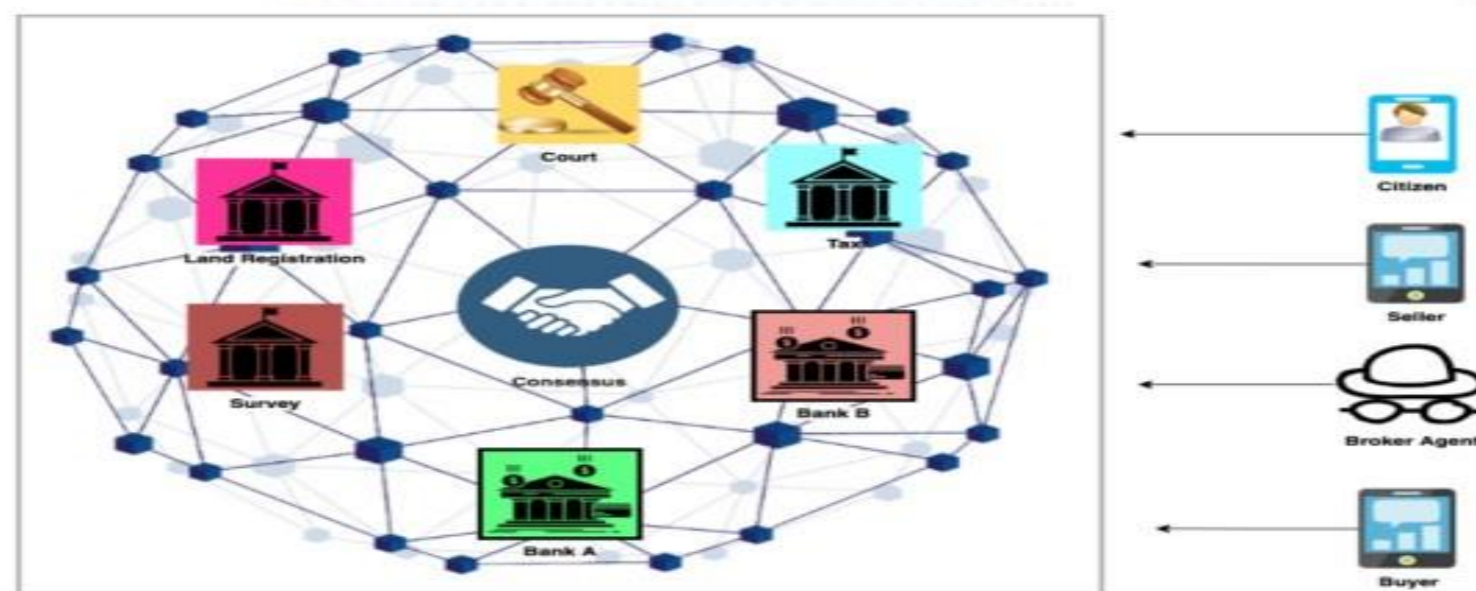 Court
Land Registration
Tax
Survey
Consensus
Bank B
Bank A
Citizen
Seller
Broker Agent
Buyer